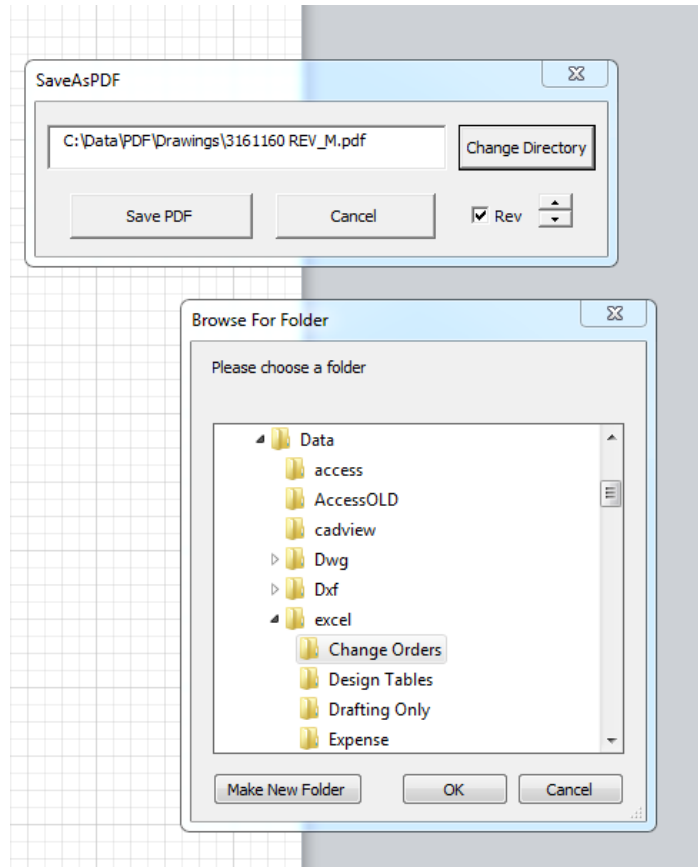 SaveAsPDF
C:\Data\PDF\Drawings\3161160 REV_M.pdf
Change Directory
Save PDF
Cancel
Rev
Browse For Folder
Please choose a folder
Data
access
AccessOLD
cadview
Dwg
Dxf
excel
Change Orders
Design Tables
Drafting Only
Expense
Make New Folder
OK
Cancel